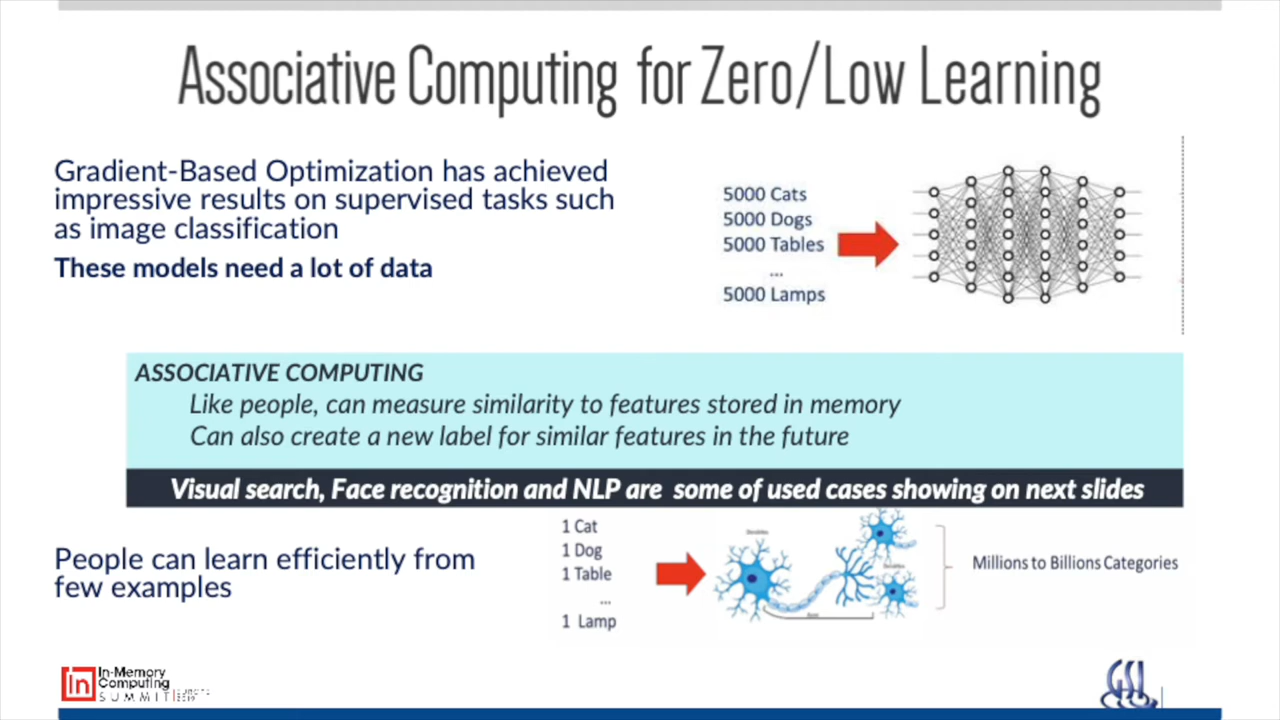 Associative Computing for Zero/Low Learning
Gradient-Based Optimization has achieved
impressive results on supervised tasks such
as image classification
These models need a lot of data
5000 Cats
5000 Dogs
5000 Tables
...
5000 Lamps
ASSOCIATIVE COMPUTING
Like people, can measure similarity to features stored in memory
Can also create a new label for similar features in the future
Visual search, Face recognition and NLP are some of used cases showing on next slides
People can learn efficiently from
few examples
1 Cat
1 Dog
1 Table
...
1 Lamp
Dendrites
Dendrites
Axon
Millions to Billions Categories
In
In-Memory
Computing
SUMMIT
GSI